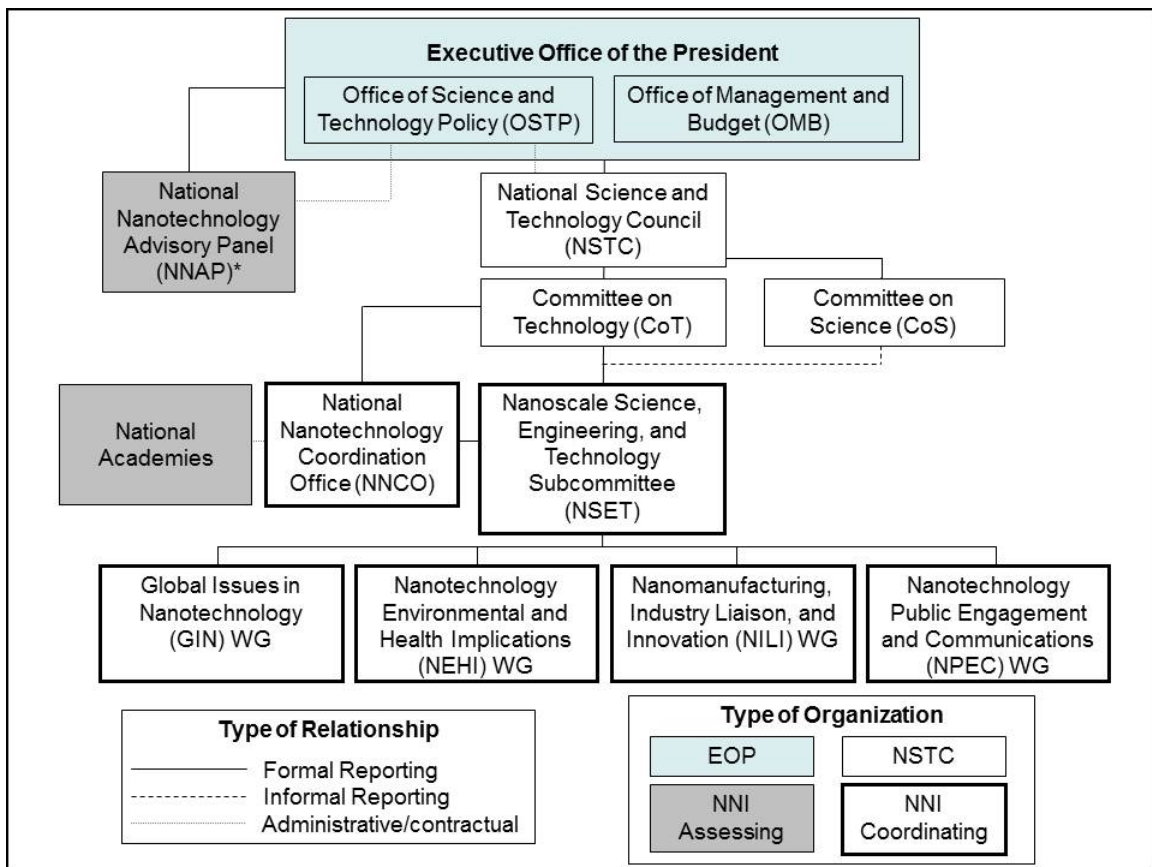 Executive Office of the President
Office of Science and
Technology Policy (OSTP)
Office of Management and
Budget (OMB)
National
Nanotechnology
Advisory Panel
(NNAP)*
National Science and
Technology Council
(NSTC)
Committee on
Technology (CoT)
Committee on
Science (CoS)
National
Academies
National
Nanotechnology
Coordination
Office (NNCO)
Nanoscale Science,
Engineering, and
Technology
Subcommittee
(NSET)
Global Issues in
Nanotechnology
(GIN) WG
Nanotechnology
Environmental and
Health Implications
(NEHI) WG
Nanomanufacturing,
Industry Liaison, and
Innovation (NILI) WG
Nanotechnology
Public Engagement
and Communications
(NPEC) WG
Type of Relationship
Formal Reporting
Informal Reporting
Administrative/contractual
Type of Organization
EOP
NSTC
NNI
Assessing
NNI
Coordinating